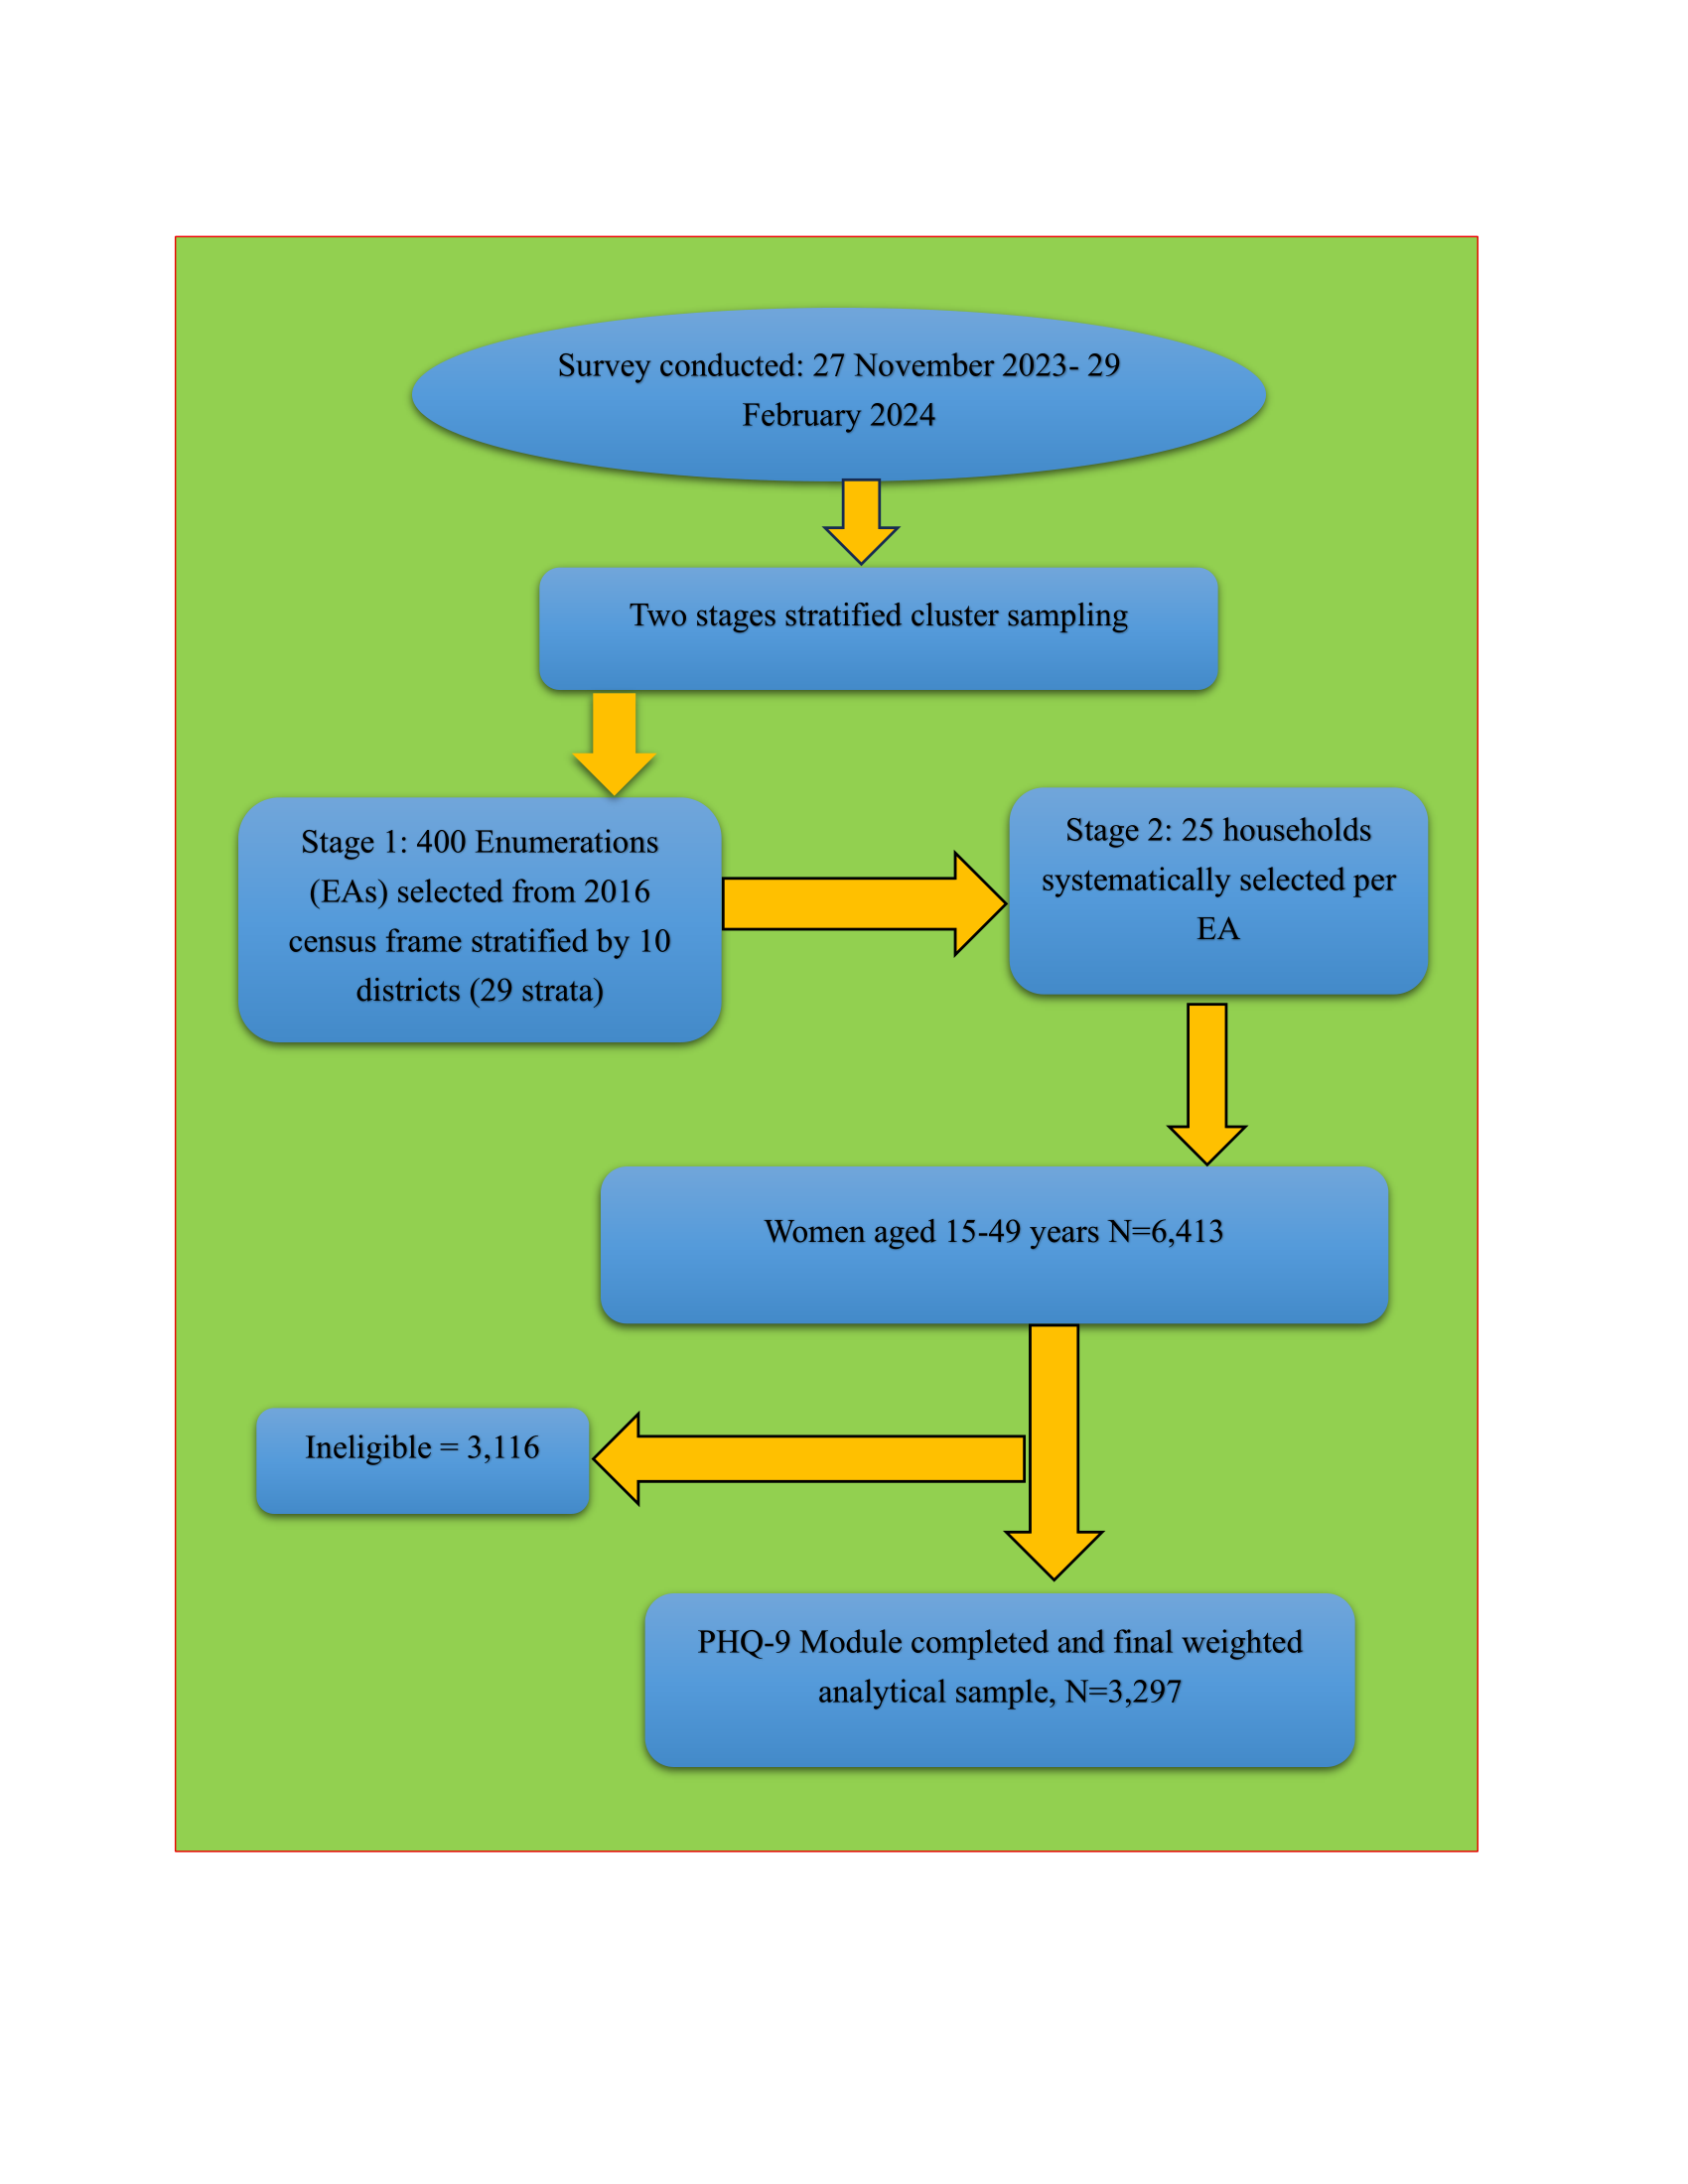 Survey conducted: 27 November 2023- 29
February 2024
Two stages stratified cluster sampling
Stage 1: 400 Enumerations
(EAs) selected from 2016
census frame stratified by 10
districts (29 strata)
Stage 2: 25 households
systematically selected per
EA
Women aged 15-49 years N=6,413
Ineligible = 3,116
PHQ-9 Module completed and final weighted
analytical sample, N=3,297